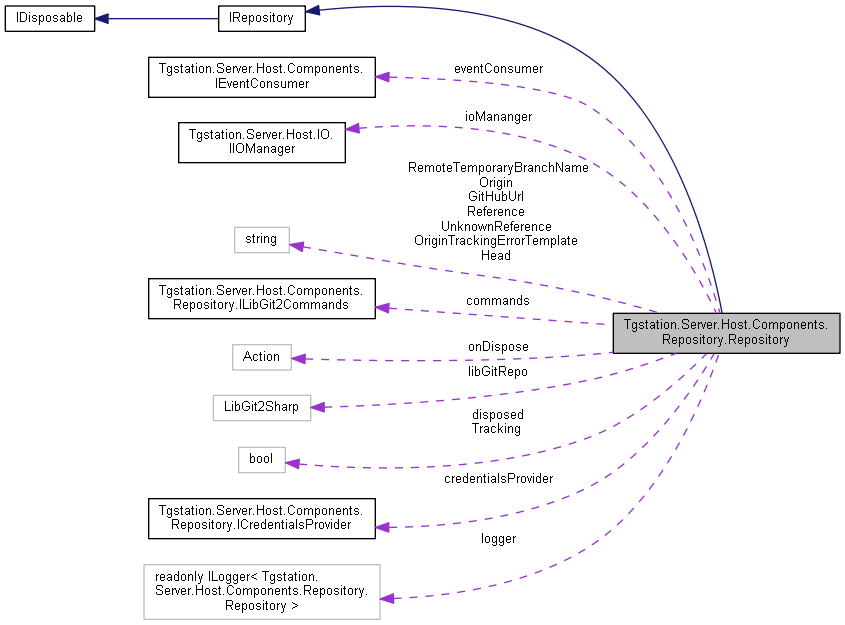 IDisposable
IRepository
Tgstation.Server.Host.Components.
IEventConsumer
eventConsumer
ioMananger
Tgstation.Server.Host.IO.
IIOManager
RemoteTemporaryBranchName
Origin
GitHubUrl
Reference
UnknownReference
OriginTrackingErrorTemplate
Head
string
Tgstation.Server.Host.Components.
Repository.ILibGit2Commands
commands
Tgstation.Server.Host.Components.
Repository.Repository
onDispose
Action
libGitRepo
LibGit2Sharp
disposed
Tracking
bool
credentialsProvider
Tgstation.Server.Host.Components.
Repository.ICredentialsProvider
logger
readonly ILogger< Tgstation.
Server.Host.Components.Repository.
Repository >